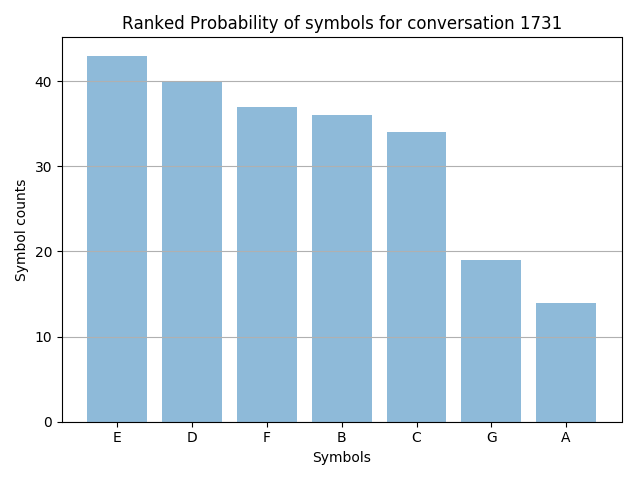 Ranked Probability of symbols for conversation 1731
Symbol counts
40
30
20
10
0
E D F B C G A
Symbols